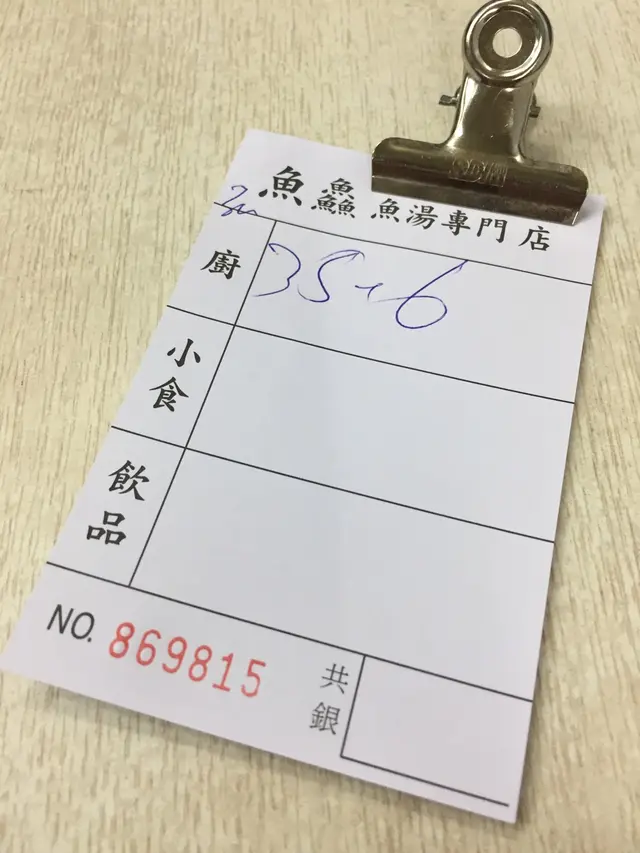 魚鱻魚湯專門店
廚 35-6
小食
飲品
NO. 869815
共銀